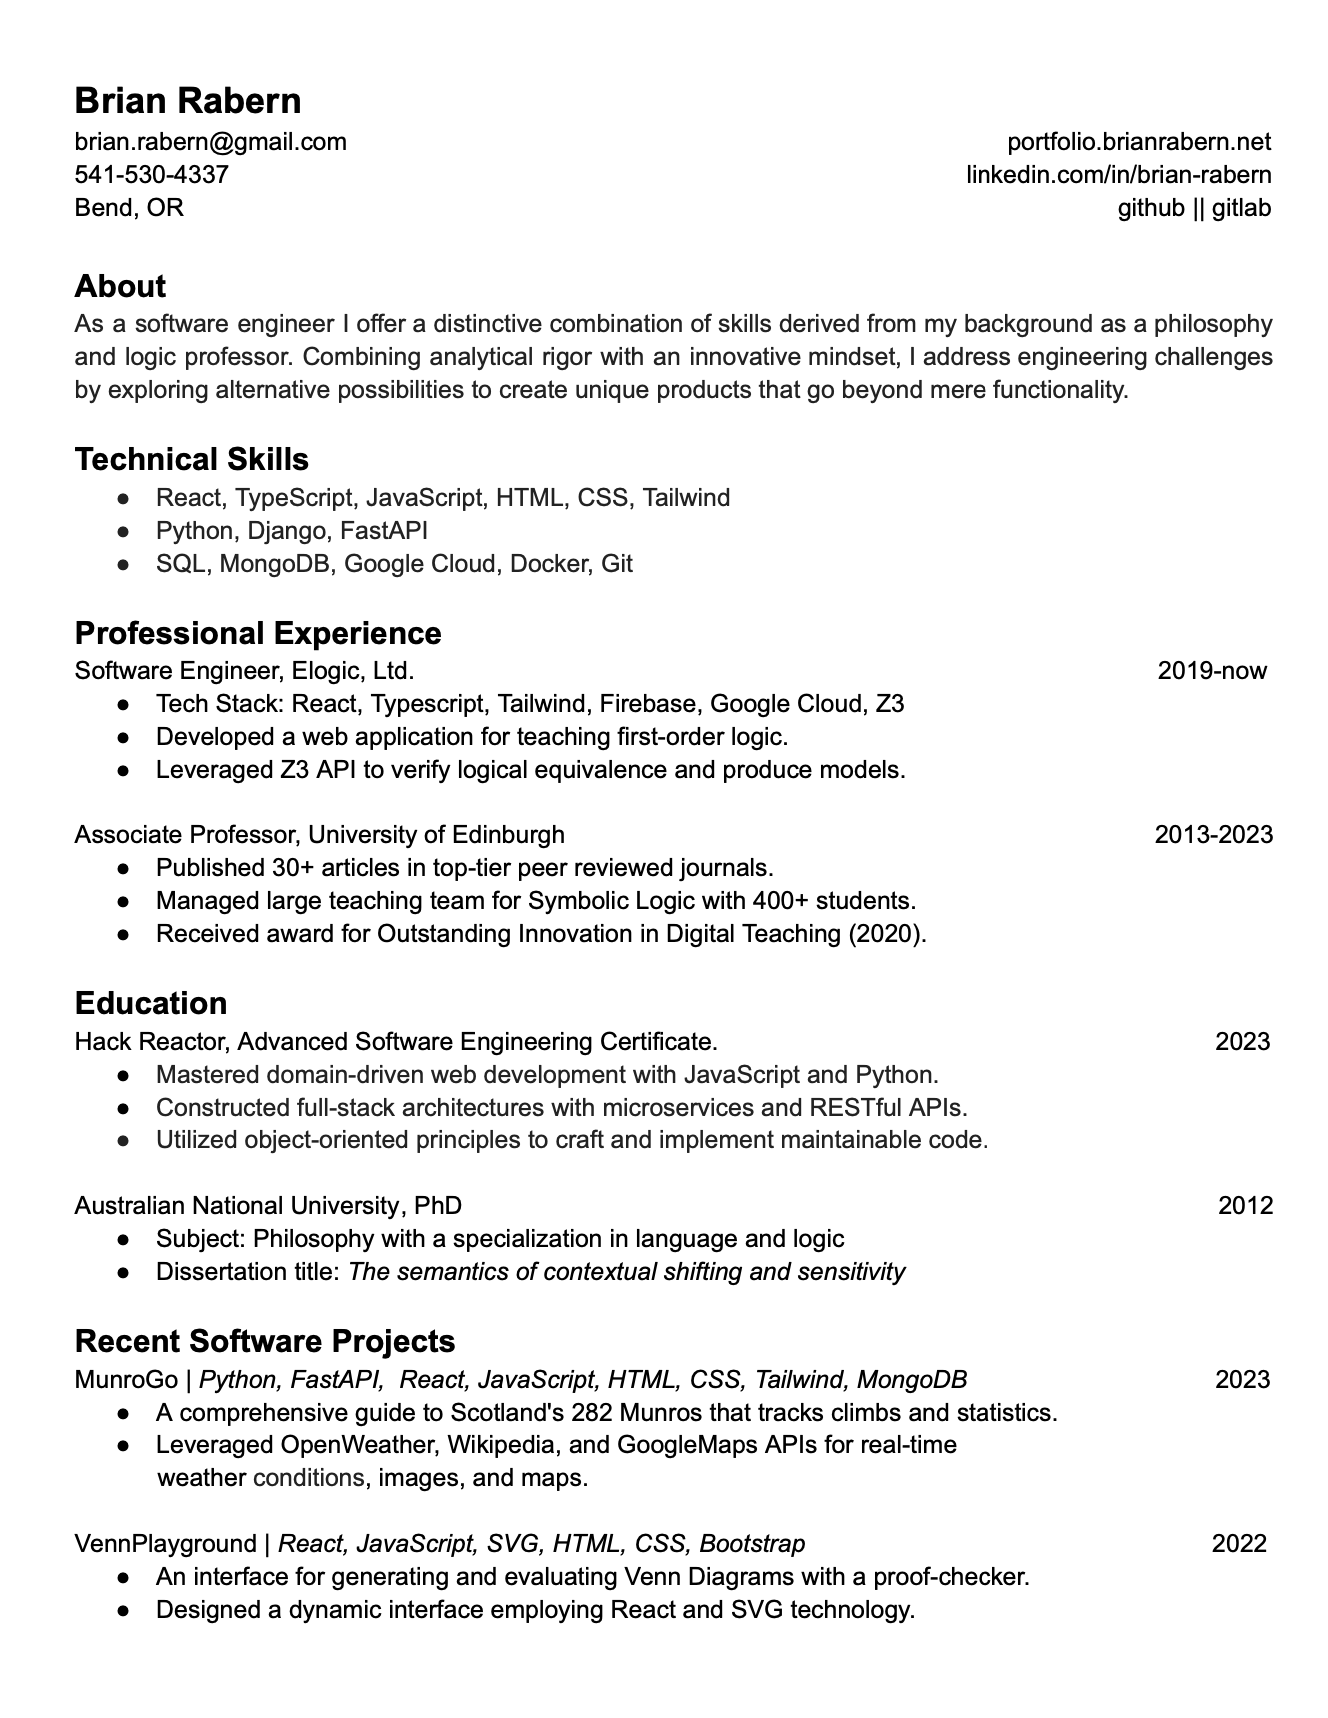 Brian Rabern
brian.rabern@gmail.com portfolio.brianrabern.net
541-530-4337 linkedin.com/in/brian-rabern
Bend, OR github || gitlab
About
As a software engineer I offer a distinctive combination of skills derived from my background as a philosophy
and logic professor. Combining analytical rigor with an innovative mindset, I address engineering challenges
by exploring alternative possibilities to create unique products that go beyond mere functionality.
Technical Skills
● React, TypeScript, JavaScript, HTML, CSS, Tailwind
● Python, Django, FastAPI
● SQL, MongoDB, Google Cloud, Docker, Git
Professional Experience
Software Engineer, Elogic, Ltd. 2019-now
● Tech Stack: React, Typescript, Tailwind, Firebase, Google Cloud, Z3
● Developed a web application for teaching first-order logic.
● Leveraged Z3 API to verify logical equivalence and produce models.
Associate Professor, University of Edinburgh 2013-2023
● Published 30+ articles in top-tier peer reviewed journals.
● Managed large teaching team for Symbolic Logic with 400+ students.
● Received award for Outstanding Innovation in Digital Teaching (2020).
Education
Hack Reactor, Advanced Software Engineering Certificate. 2023
● Mastered domain-driven web development with JavaScript and Python.
● Constructed full-stack architectures with microservices and RESTful APIs.
● Utilized object-oriented principles to craft and implement maintainable code.
Australian National University, PhD 2012
● Subject: Philosophy with a specialization in language and logic
● Dissertation title: The semantics of contextual shifting and sensitivity
Recent Software Projects
MunroGo | Python, FastAPI, React, JavaScript, HTML, CSS, Tailwind, MongoDB 2023
● A comprehensive guide to Scotland's 282 Munros that tracks climbs and statistics.
● Leveraged OpenWeather, Wikipedia, and GoogleMaps APIs for real-time
weather conditions, images, and maps.
VennPlayground | React, JavaScript, SVG, HTML, CSS, Bootstrap 2022
● An interface for generating and evaluating Venn Diagrams with a proof-checker.
● Designed a dynamic interface employing React and SVG technology.